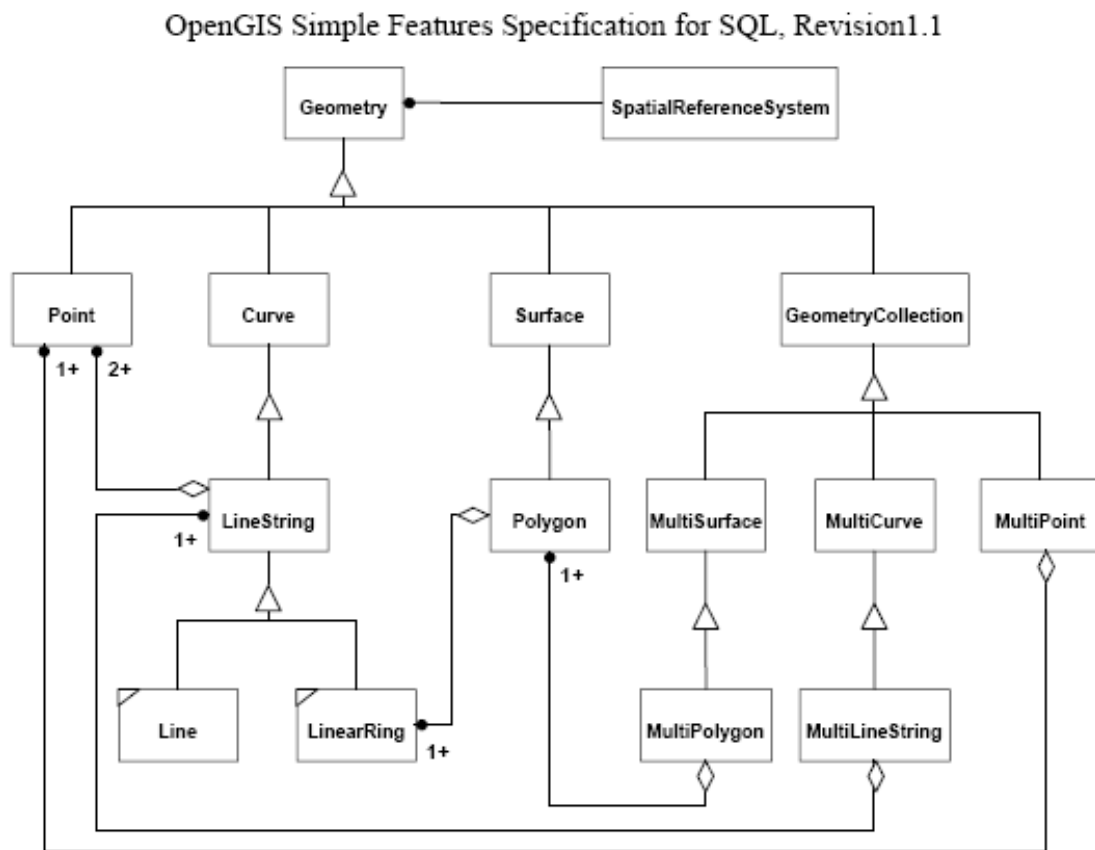 OpenGIS Simple Features Specification for SQL, Revision1.1
Geometry
SpatialReferenceSystem
Point
Curve
Surface
GeometryCollection
1+
2+
LineString
Polygon
MultiSurface
MultiCurve
MultiPoint
1+
1+
Line
LinearRing
MultiPolygon
MultiLineString
1+